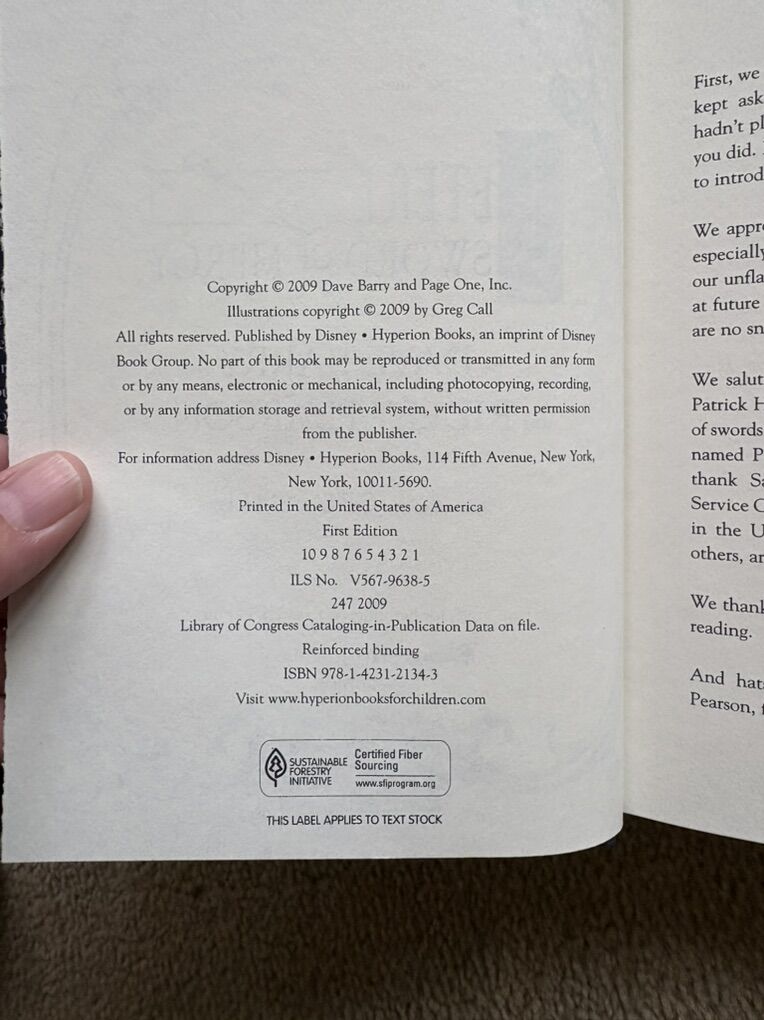 Copyright © 2009 Dave Barry and Page One, Inc.
Illustrations copyright © 2009 by Greg Call
All rights reserved. Published by Disney • Hyperion Books, an imprint of Disney
Book Group. No part of this book may be reproduced or transmitted in any form
or by any means, electronic or mechanical, including photocopying, recording,
or by any information storage and retrieval system, without written permission
from the publisher.
For information address Disney • Hyperion Books, 114 Fifth Avenue, New York,
New York, 10011-5690.
Printed in the United States of America
First Edition
10 9 8 7 6 5 4 3 2 1
ILS No. V567-9638-5
247 2009
Library of Congress Cataloging-in-Publication Data on file.
Reinforced binding
ISBN 978-1-4231-2134-3
Visit www.hyperionbooksforchildren.com
SUSTAINABLE
FORESTRY
INITIATIVE
Certified Fiber
Sourcing
www.sfiprogram.org
THIS LABEL APPLIES TO TEXT STOCK
First, we
kept ask
hadn't pl
you did.
to introd
We appre
especially
our unfla
at future
are no sn
We salut
Patrick H
of swords
named P
thank Sa
Service C
in the U
others, an
We thank
reading.
And hats
Pearson, f